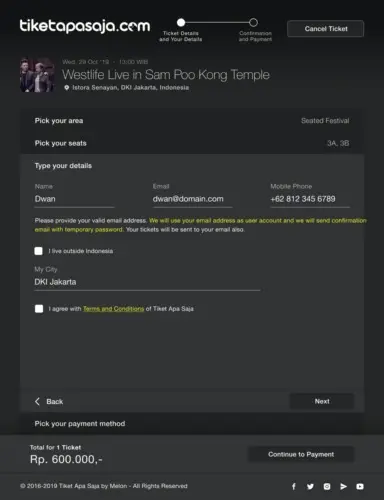 tiketapasaja.com
Ticket Details
and Your Details
Confirmation
and Payment
Cancel Ticket
Wed, 29 Oct '19 · 13:00 WIB
Westlife Live in Sam Poo Kong Temple
Istora Senayan, DKI Jakarta, Indonesia
Pick your area
Seated Festival
Pick your seats
3A, 3B
Type your details
Name
Email
Mobile Phone
Dwan
dwan@domain.com
+62 812 345 6789
Please provide your valid email address. We will use your email address as user account and we will send confirmation
email with temporary password. Your tickets will be sent to your email also.
I live outside Indonesia
My City
DKI Jakarta
I agree with Terms and Conditions of Tiket Apa Saja
Back
Next
Pick your payment method
Total for 1 Ticket
Rp. 600.000,-
Continue to Payment
© 2016-2019 Tiket Apa Saja by Melon - All Rights Reserved